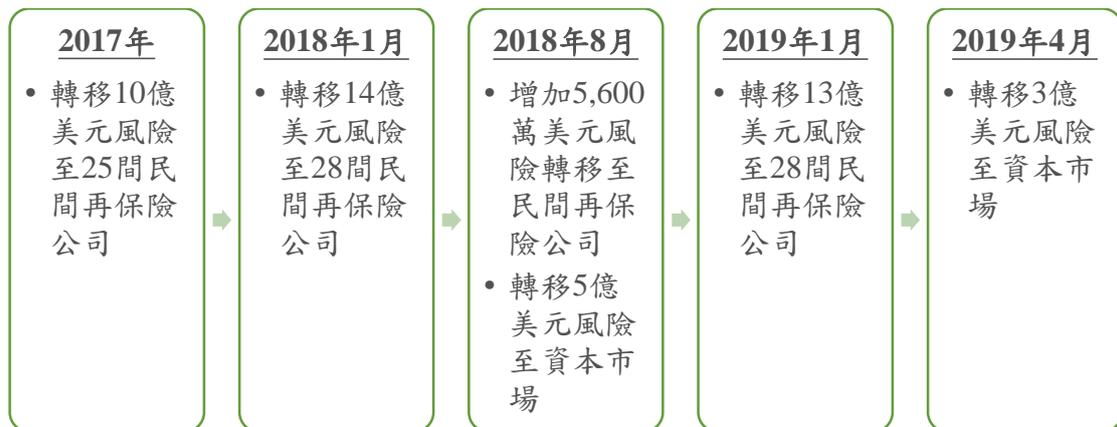 2017年
• 轉移10億
美元風險
至25間民
間再保險
公司
2018年1月
• 轉移14億
美元風險
至28間民
間再保險
公司
2018年8月
• 增加5,600
萬美元風
險轉移至
民間再保
險公司
• 轉移5億
美元風險
至資本市
場
2019年1月
• 轉移13億
美元風險
至28間民
間再保險
公司
2019年4月
• 轉移3億
美元風險
至資本市
場